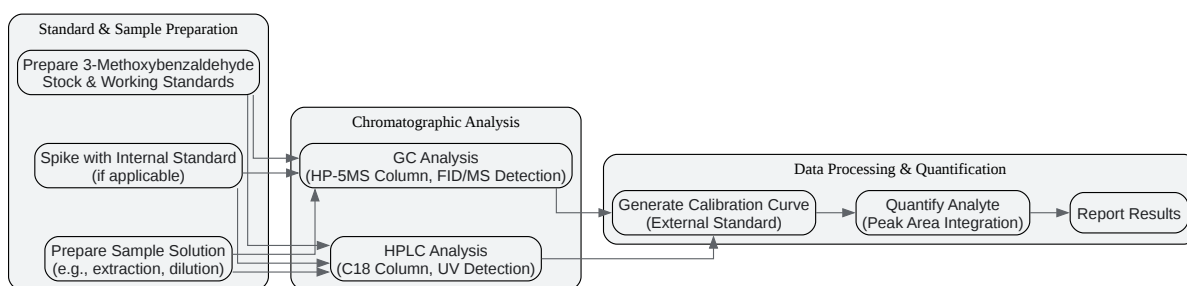 Standard & Sample Preparation
Prepare 3-Methoxybenzaldehyde
Stock & Working Standards
Spike with Internal Standard
(if applicable)
Prepare Sample Solution
(e.g., extraction, dilution)
Chromatographic Analysis
GC Analysis
(HP-5MS Column, FID/MS Detection)
HPLC Analysis
(C18 Column, UV Detection)
Data Processing & Quantification
Generate Calibration Curve
(External Standard)
Quantify Analyte
(Peak Area Integration)
Report Results